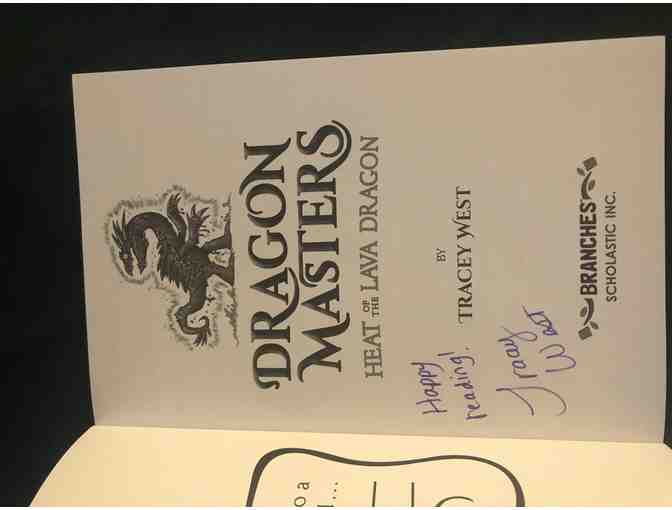 DRAGON
MASTERS
HEAT OF THE LAVA DRAGON
BY
TRACEY WEST
Happy
reading!
Tracey
West
BRANCHES
SCHOLASTIC INC.